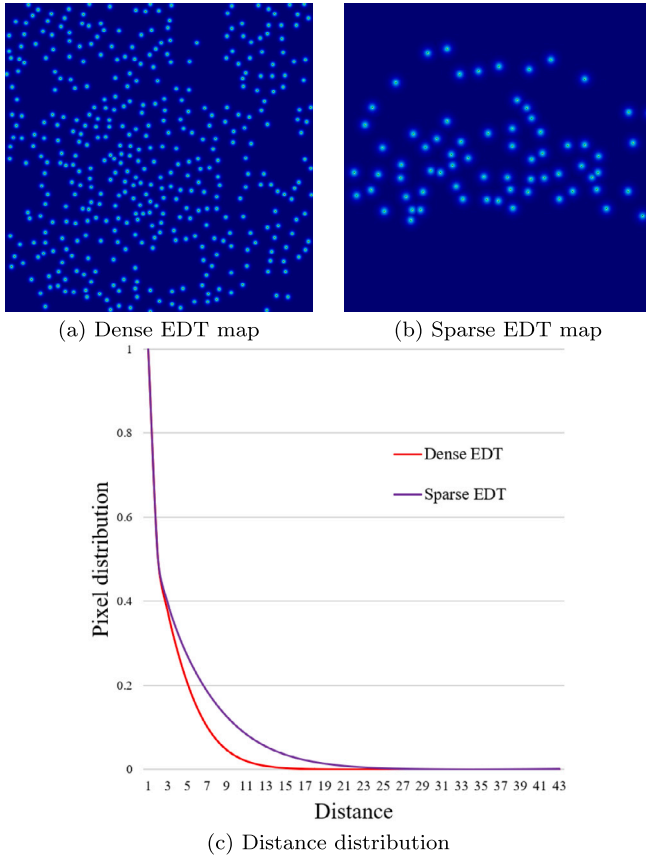 (a) Dense EDT map
(b) Sparse EDT map
1
0.8
0.6
0.4
0.2
0
Pixel distribution
Dense EDT
Sparse EDT
1 3 5 7 9 11 13 15 17 19 21 23 25 27 29 31 33 35 37 39 41 43
Distance
(c) Distance distribution